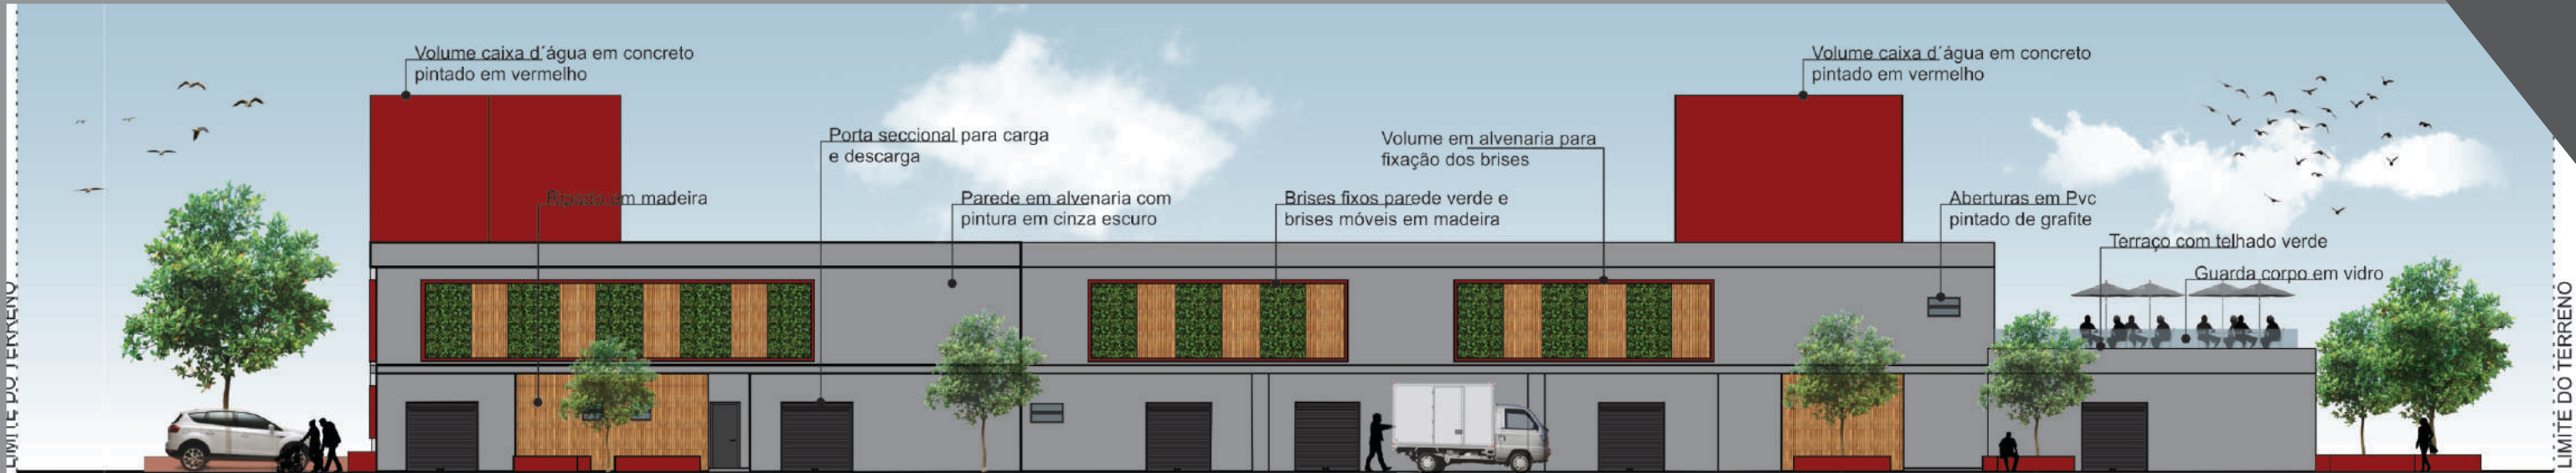 Volume caixa d´água em concreto
pintado em vermelho
Volume caixa d´água em concreto
pintado em vermelho
Porta seccional para carga
e descarga
Volume em alvenaria para
fixação dos brises
Ripado em madeira
Parede em alvenaria com
pintura em cinza escuro
Brises fixos parede verde e
brises móveis em madeira
Aberturas em Pvc
pintado de grafite
Terraço com telhado verde
Guarda corpo em vidro
LIMITE DO TERRENO
LIMITE DO TERRENO